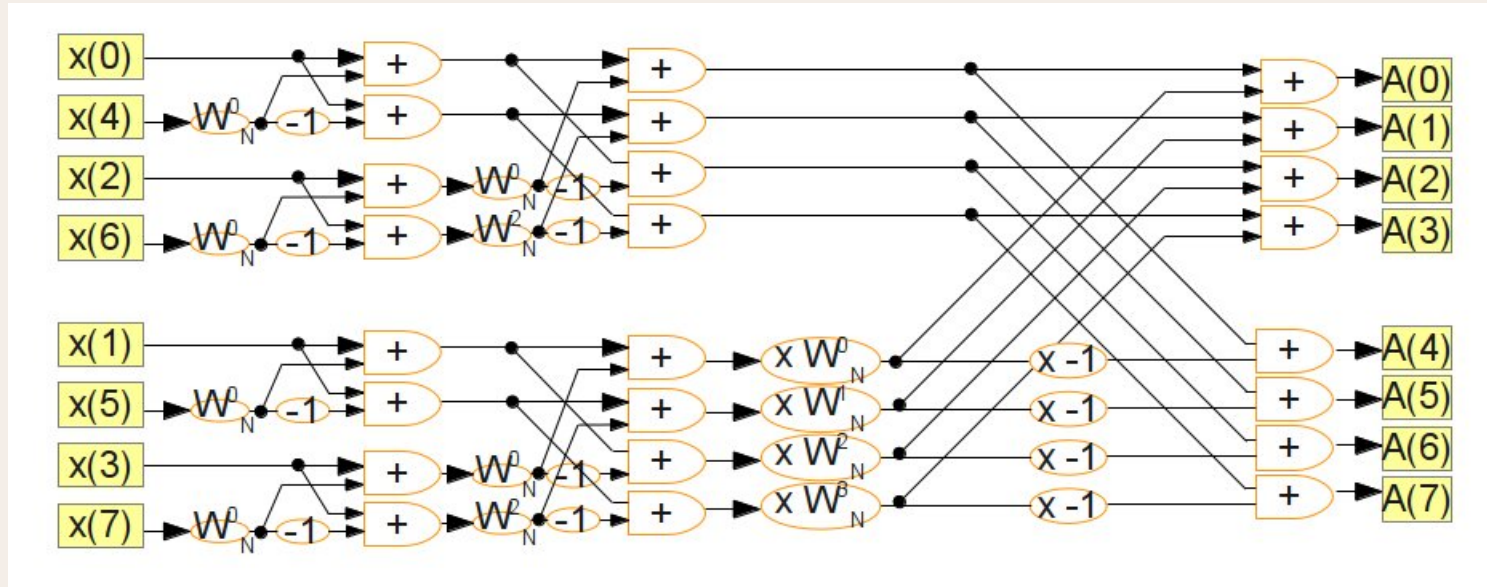 x(0) + + + A(0)
x(4) W⁰N -1 + + + A(1)
x(2) + W⁰N -1 + + A(2)
x(6) W⁰N -1 + W²N -1 + + A(3)
x(1) + + x W⁰N x -1 + A(4)
x(5) W⁰N -1 + + x W¹N x -1 + A(5)
x(3) + W⁰N -1 + x W²N x -1 + A(6)
x(7) W⁰N -1 + W²N -1 + x W³N x -1 + A(7)